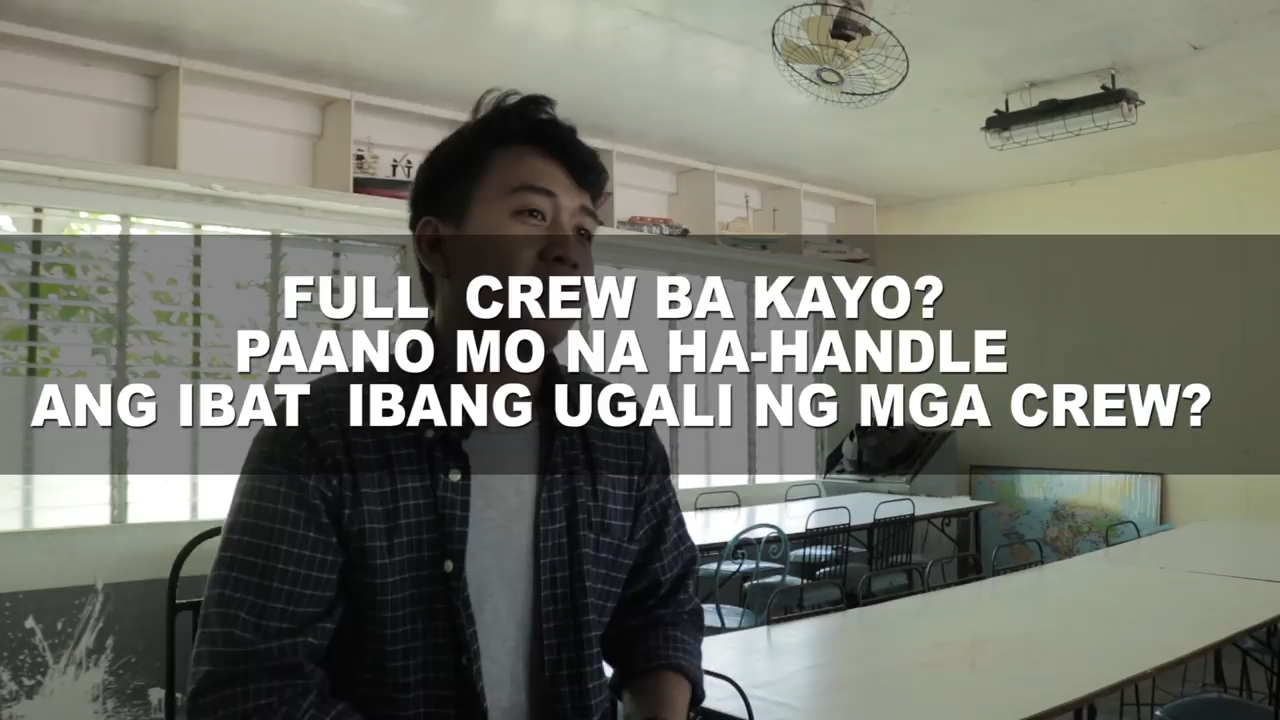 FULL CREW BA KAYO?
PAANO MO NA HA-HANDLE
ANG IBAT IBANG UGALI NG MGA CREW?